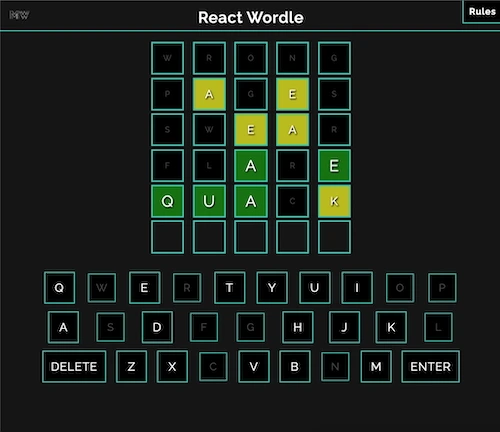 MW
React Wordle
Rules
W R O N G
P A G E S
S W E A R
F L A R E
Q U A C K
Q W E R T Y U I O P
A S D F G H J K L
DELETE Z X C V B N M ENTER